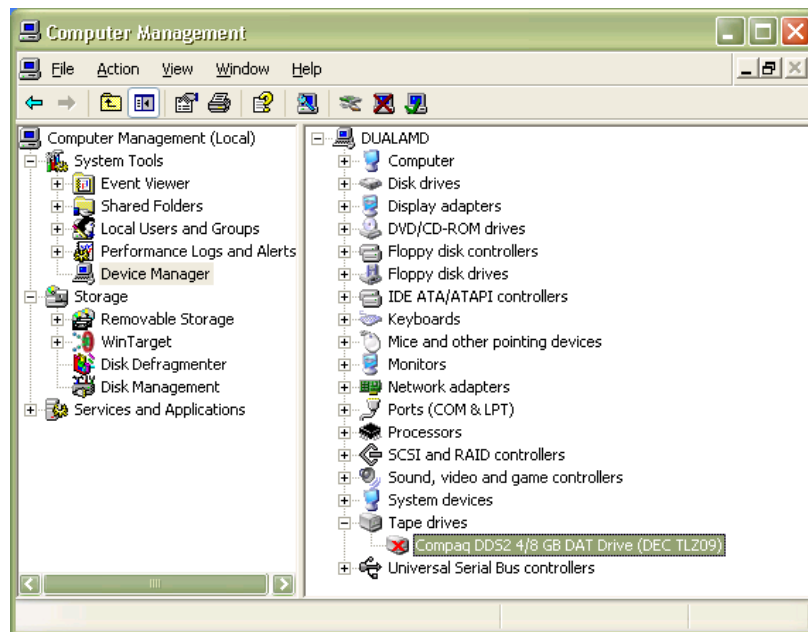 Computer Management
File Action View Window Help
Computer Management (Local)
System Tools
Event Viewer
Shared Folders
Local Users and Groups
Performance Logs and Alerts
Device Manager
Storage
Removable Storage
WinTarget
Disk Defragmenter
Disk Management
Services and Applications
DUALAMD
Computer
Disk drives
Display adapters
DVD/CD-ROM drives
Floppy disk controllers
Floppy disk drives
IDE ATA/ATAPI controllers
Keyboards
Mice and other pointing devices
Monitors
Network adapters
Ports (COM & LPT)
Processors
SCSI and RAID controllers
Sound, video and game controllers
System devices
Tape drives
Compaq DDS2 4/8 GB DAT Drive (DEC TLZ09)
Universal Serial Bus controllers